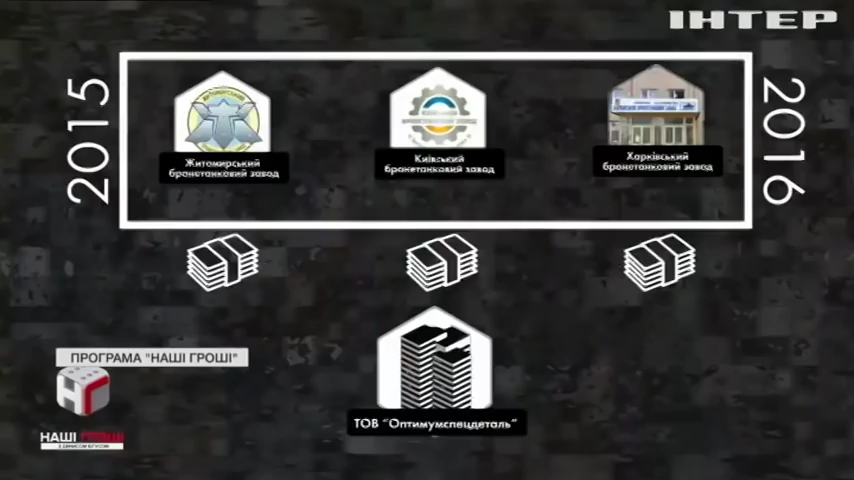 ІНТЕР
2015
2016
Житомирський
бронетанковий завод
Київський
бронетанковий завод
Харківський
бронетанковий завод
ПРОГРАМА "НАШІ ГРОШІ"
НГ
НАШІ ГРОШІ
ТОВ "Оптимумспецдеталь"